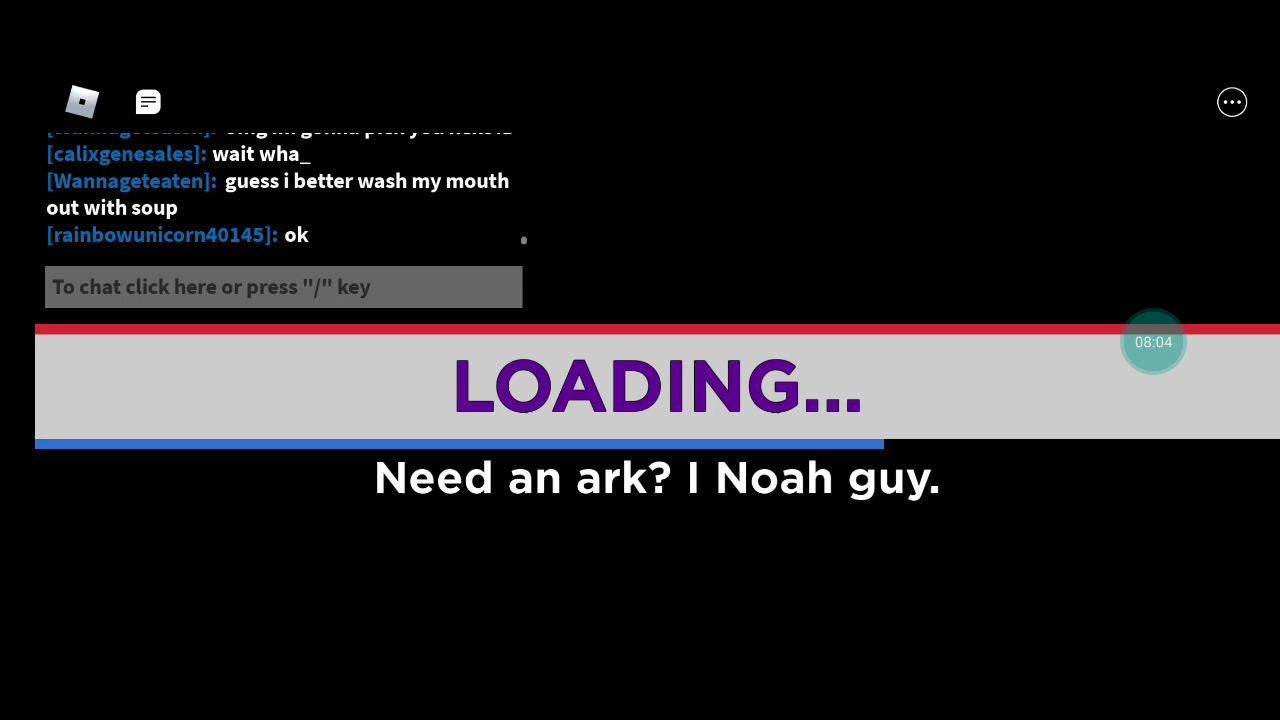 [calixgenesales]: wait wha_
[Wannageteaten]: guess i better wash my mouth
out with soup
[rainbowunicorn40145]: ok
To chat click here or press "/" key
08:04
LOADING...
Need an ark? I Noah guy.